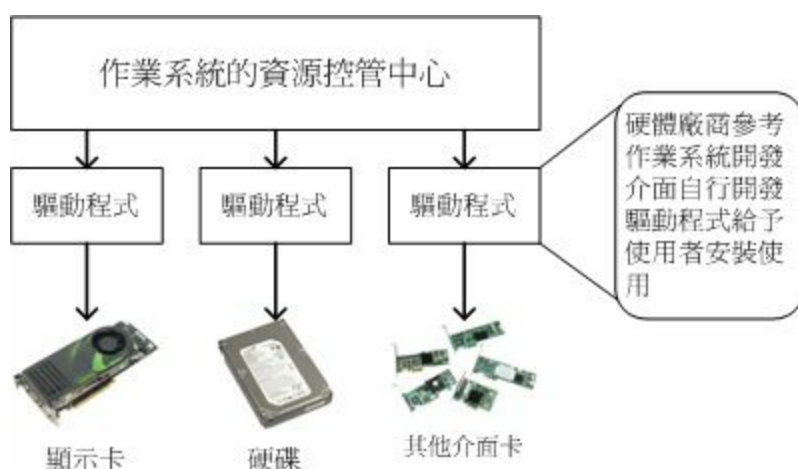 作業系統的資源控管中心
驅動程式
驅動程式
驅動程式
硬體廠商參考
作業系統開發
介面自行開發
驅動程式給予
使用者安裝使
用
顯示卡
硬碟
其他介面卡